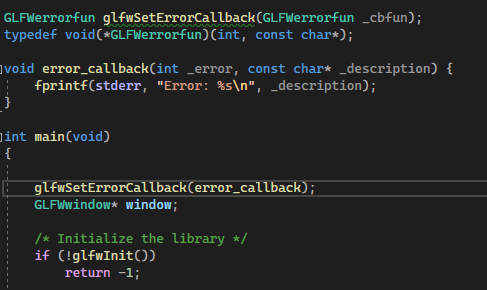 GLFWerrorfun glfwSetErrorCallback(GLFWerrorfun _cbfun);
typedef void(*GLFWerrorfun)(int, const char*);
void error_callback(int _error, const char* _description) {
fprintf(stderr, "Error: %s\n", _description);
}
int main(void)
{
glfwSetErrorCallback(error_callback);
GLFWwindow* window;
/* Initialize the library */
if (!glfwInit())
return -1;